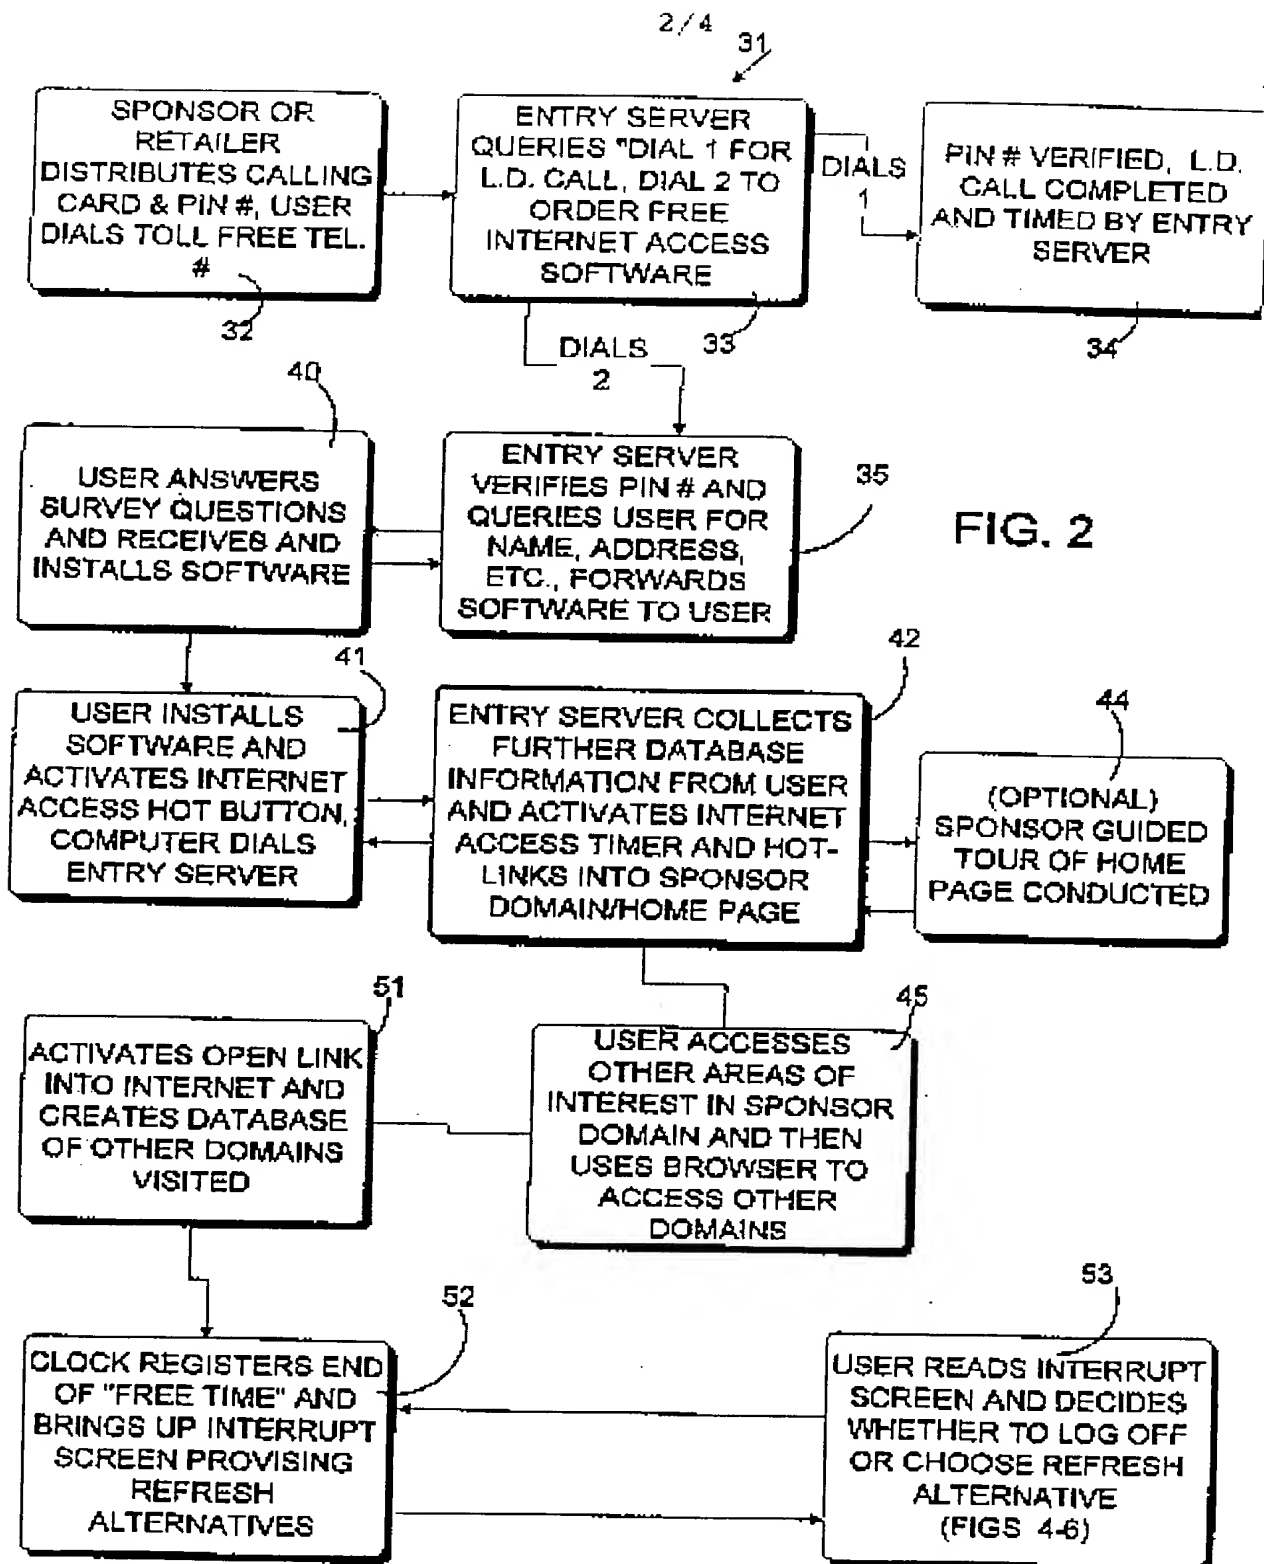 2/4
31
SPONSOR OR
RETAILER
DISTRIBUTES CALLING
CARD & PIN #, USER
DIALS TOLL FREE TEL.
#
32
ENTRY SERVER
QUERIES "DIAL 1 FOR
L.D. CALL, DIAL 2 TO
ORDER FREE
INTERNET ACCESS
SOFTWARE
33
DIALS
1
PIN # VERIFIED, L.D.
CALL COMPLETED
AND TIMED BY ENTRY
SERVER
34
DIALS
2
40
USER ANSWERS
SURVEY QUESTIONS
AND RECEIVES AND
INSTALLS SOFTWARE
ENTRY SERVER
VERIFIES PIN # AND
QUERIES USER FOR
NAME, ADDRESS,
ETC., FORWARDS
SOFTWARE TO USER
35
FIG. 2
41
USER INSTALLS
SOFTWARE AND
ACTIVATES INTERNET
ACCESS HOT BUTTON,
COMPUTER DIALS
ENTRY SERVER
42
ENTRY SERVER COLLECTS
FURTHER DATABASE
INFORMATION FROM USER
AND ACTIVATES INTERNET
ACCESS TIMER AND HOT-
LINKS INTO SPONSOR
DOMAIN/HOME PAGE
44
(OPTIONAL)
SPONSOR GUIDED
TOUR OF HOME
PAGE CONDUCTED
51
ACTIVATES OPEN LINK
INTO INTERNET AND
CREATES DATABASE
OF OTHER DOMAINS
VISITED
45
USER ACCESSES
OTHER AREAS OF
INTEREST IN SPONSOR
DOMAIN AND THEN
USES BROWSER TO
ACCESS OTHER
DOMAINS
52
CLOCK REGISTERS END
OF "FREE TIME" AND
BRINGS UP INTERRUPT
SCREEN PROVISING
REFRESH
ALTERNATIVES
53
USER READS INTERRUPT
SCREEN AND DECIDES
WHETHER TO LOG OFF
OR CHOOSE REFRESH
ALTERNATIVE
(FIGS 4-6)